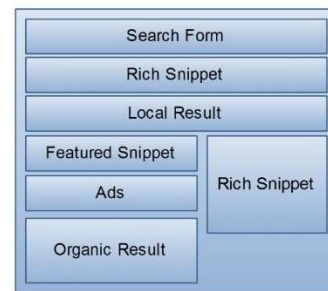 Search Form
Rich Snippet
Local Result
Featured Snippet
Ads
Rich Snippet
Organic Result